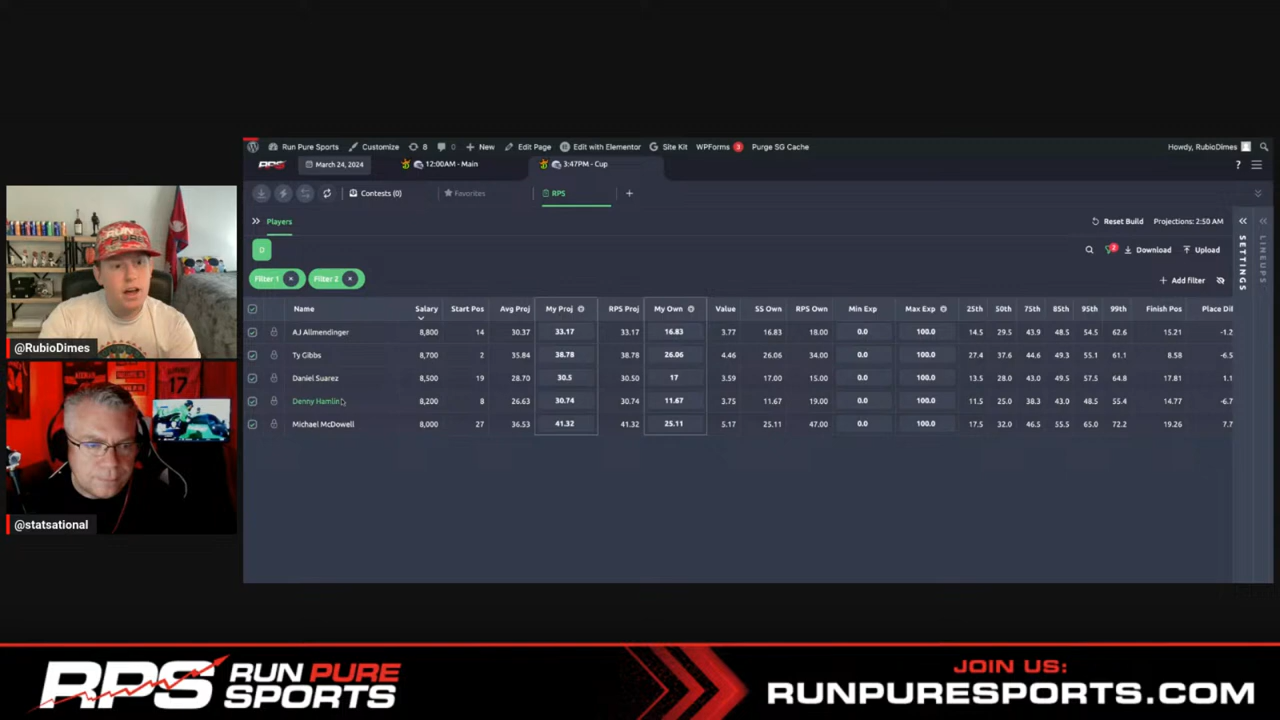 Run Pure Sports Customize 8 0 New Edit Page Edit with Elementor Site Kit WPForms 3 Purge SG Cache Howdy, RubioDimes
RPS March 24, 2024 12:00AM - Main 3:47PM - Cup ?
Contests (0) Favorites RPS +
Players Reset Build Projections: 2:50 AM
D 2 Download Upload
Filter 1 × Filter 2 × + Add filter
SETTINGS
LINEUPS
Name Salary Start Pos Avg Proj My Proj RPS Proj My Own Value SS Own RPS Own Min Exp Max Exp 25th 50th 75th 85th 95th 99th Finish Pos Place Dif
AJ Allmendinger 8,800 14 30.37 33.17 33.17 16.83 3.77 16.83 18.00 0.0 100.0 14.5 29.5 43.9 48.5 54.5 62.6 15.21 -1.2
Ty Gibbs 8,700 2 35.84 38.78 38.78 26.06 4.46 26.06 34.00 0.0 100.0 27.4 37.6 44.6 49.3 55.1 61.1 8.58 -6.5
Daniel Suarez 8,500 19 28.70 30.5 30.50 17 3.59 17.00 15.00 0.0 100.0 13.5 28.0 43.0 49.5 57.5 64.8 17.81 1.1
Denny Hamlin 8,200 8 26.63 30.74 30.74 11.67 3.75 11.67 19.00 0.0 100.0 11.5 25.0 38.3 43.0 48.5 55.4 14.77 -6.7
Michael McDowell 8,000 27 36.53 41.32 41.32 25.11 5.17 25.11 47.00 0.0 100.0 17.5 32.0 46.5 55.5 65.0 72.2 19.26 7.7
RUN
PURE
@RubioDimes
17
@statsational
RPS RUN PURE
SPORTS
JOIN US:
RUNPURESPORTS.COM